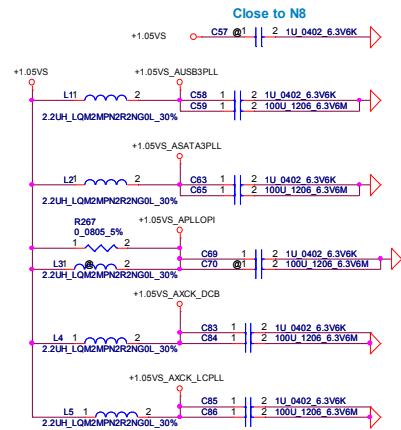 Close to N8
+1.05VS C57 @1 2 1U_0402_6.3V6K
+1.05VS +1.05VS_AUSB3PLL
L11 2 C58 1 2 1U_0402_6.3V6K
C59 1 2 100U_1206_6.3V6M
2.2UH_LQM2MPN2R2NG0L_30%
+1.05VS_ASATA3PLL
L21 2 C63 1 2 1U_0402_6.3V6K
C65 1 2 100U_1206_6.3V6M
2.2UH_LQM2MPN2R2NG0L_30%
R267 +1.05VS_APLLOPI
0_0805_5%
1 2
C69 1 2 1U_0402_6.3V6K
L31 @ 2 C70 @1 2 100U_1206_6.3V6M
2.2UH_LQM2MPN2R2NG0L_30%
+1.05VS_AXCK_DCB
C83 1 2 1U_0402_6.3V6K
L4 1 2 C84 1 2 100U_1206_6.3V6M
2.2UH_LQM2MPN2R2NG0L_30%
+1.05VS_AXCK_LCPLL
C85 1 2 1U_0402_6.3V6K
L5 1 2 C86 1 2 100U_1206_6.3V6M
2.2UH_LQM2MPN2R2NG0L_30%